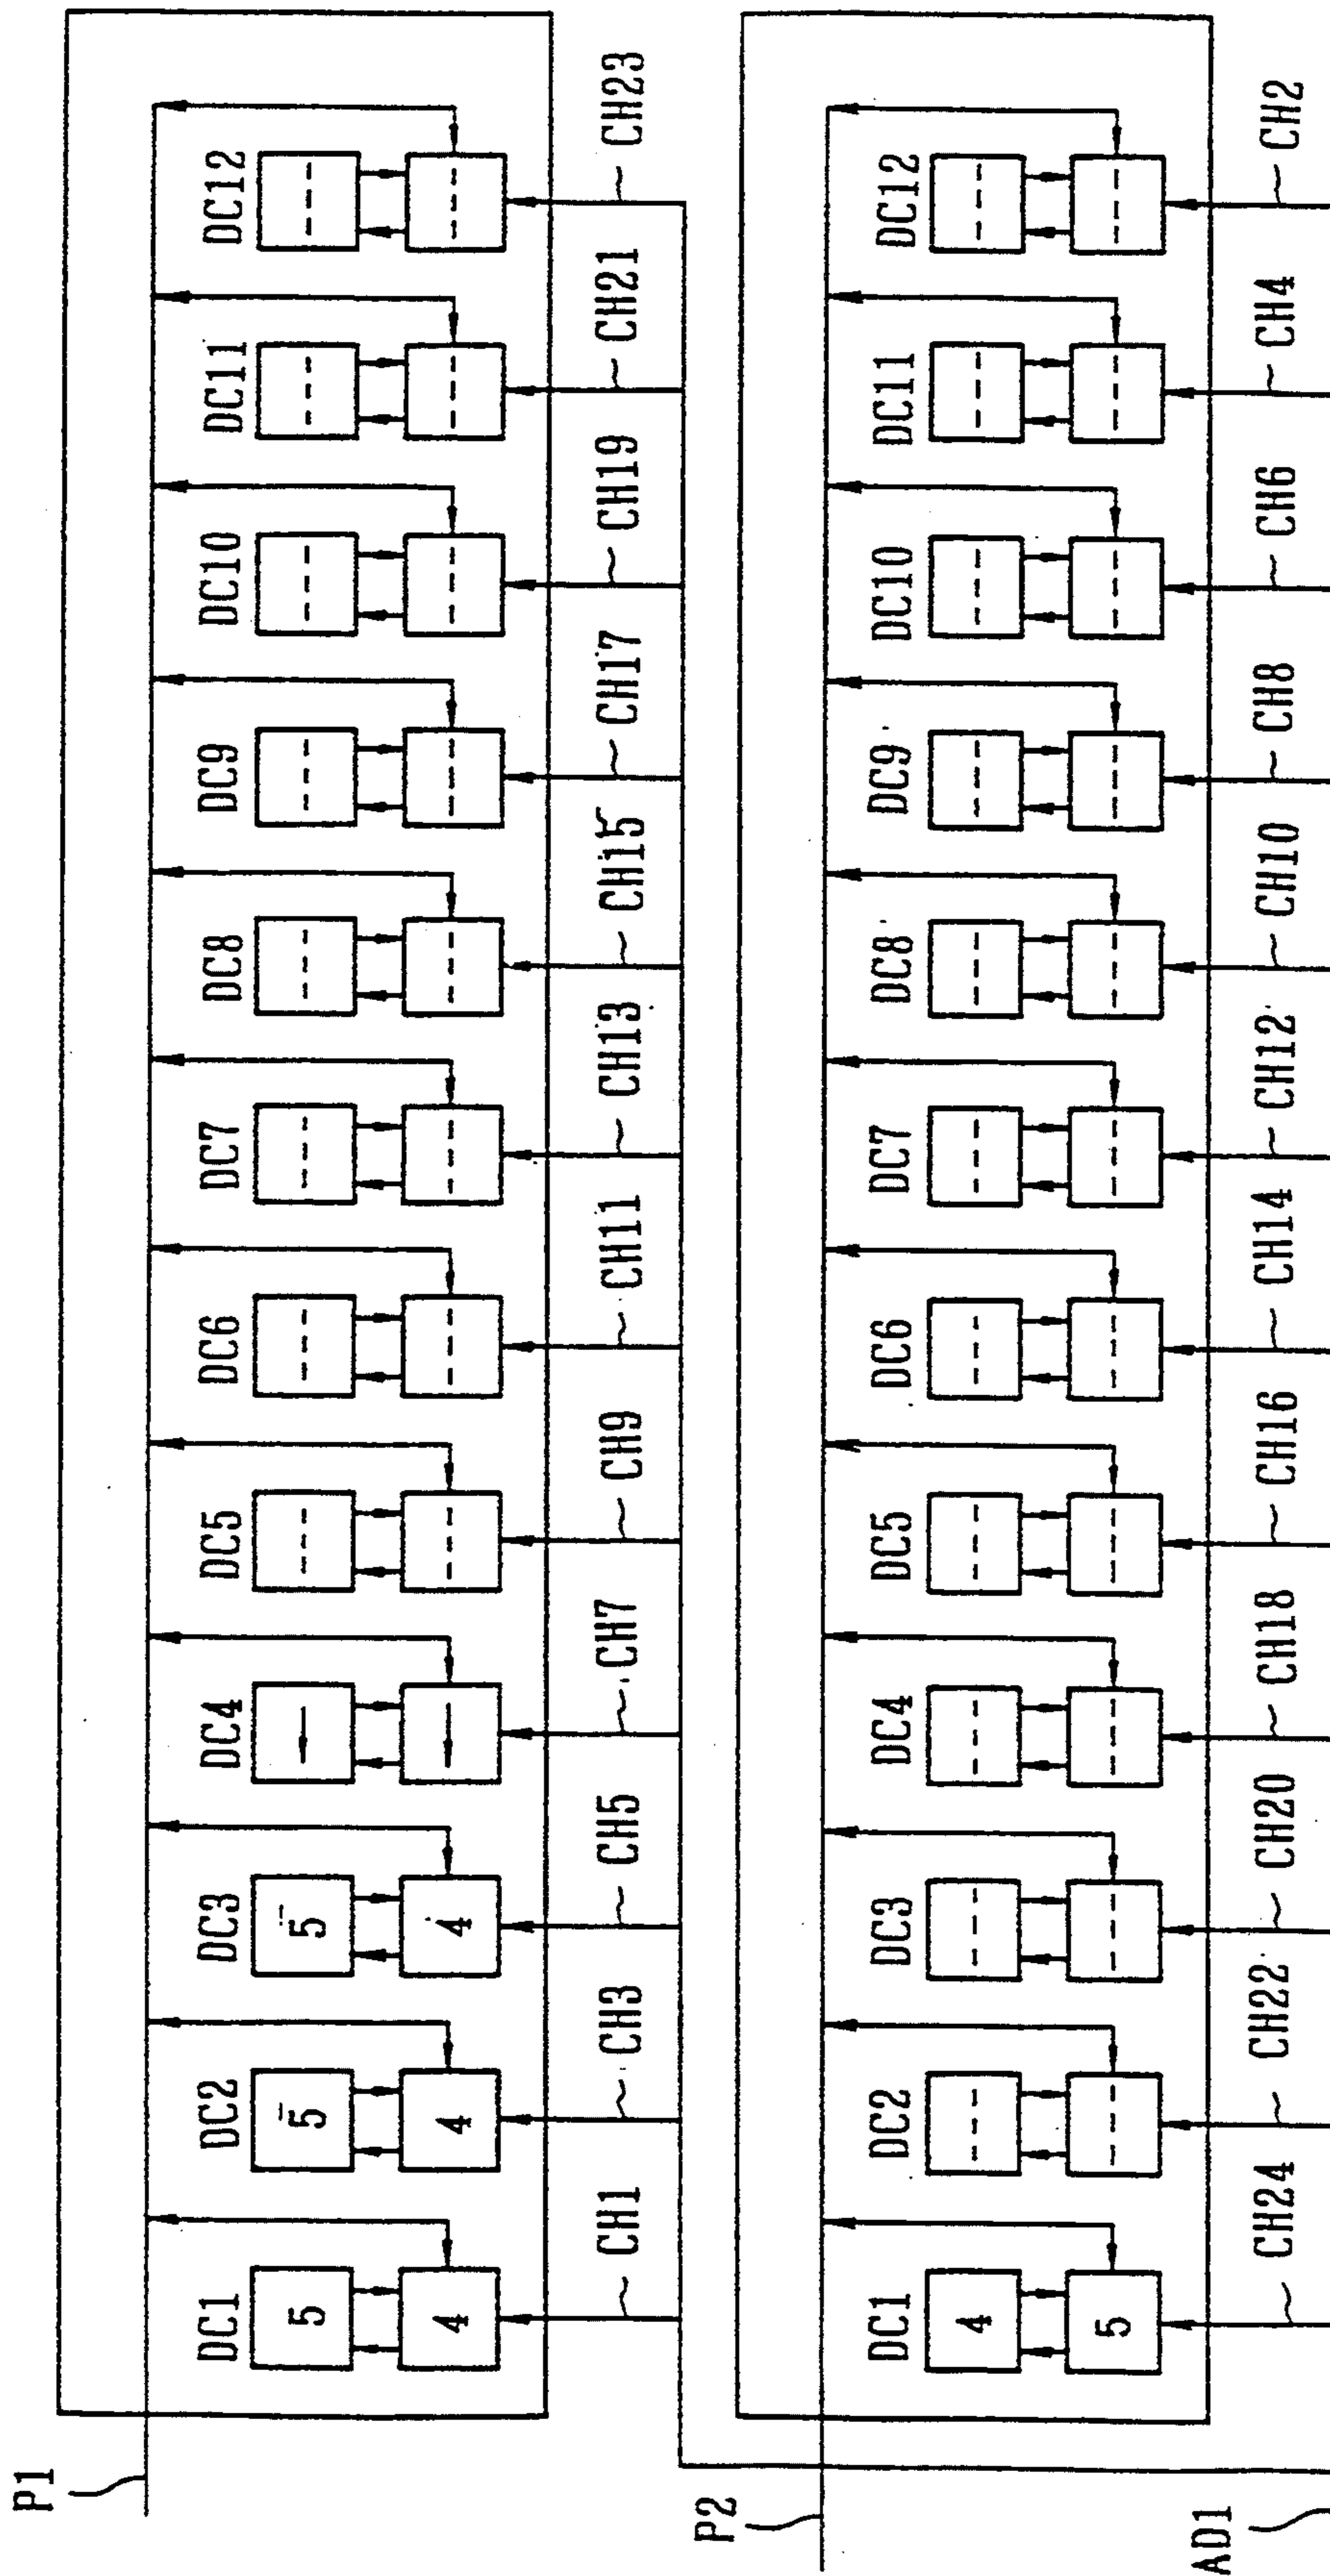 P1
DC1 DC2 DC3 DC4 DC5 DC6 DC7 DC8 DC9 DC10 DC11 DC12
5 5 5
4 4 4
CH1 CH3 CH5 CH7 CH9 CH11 CH13 CH15 CH17 CH19 CH21 CH23
P2
DC1 DC2 DC3 DC4 DC5 DC6 DC7 DC8 DC9 DC10 DC11 DC12
4
5
CH24 CH22 CH20 CH18 CH16 CH14 CH12 CH10 CH8 CH6 CH4 CH2
AD1